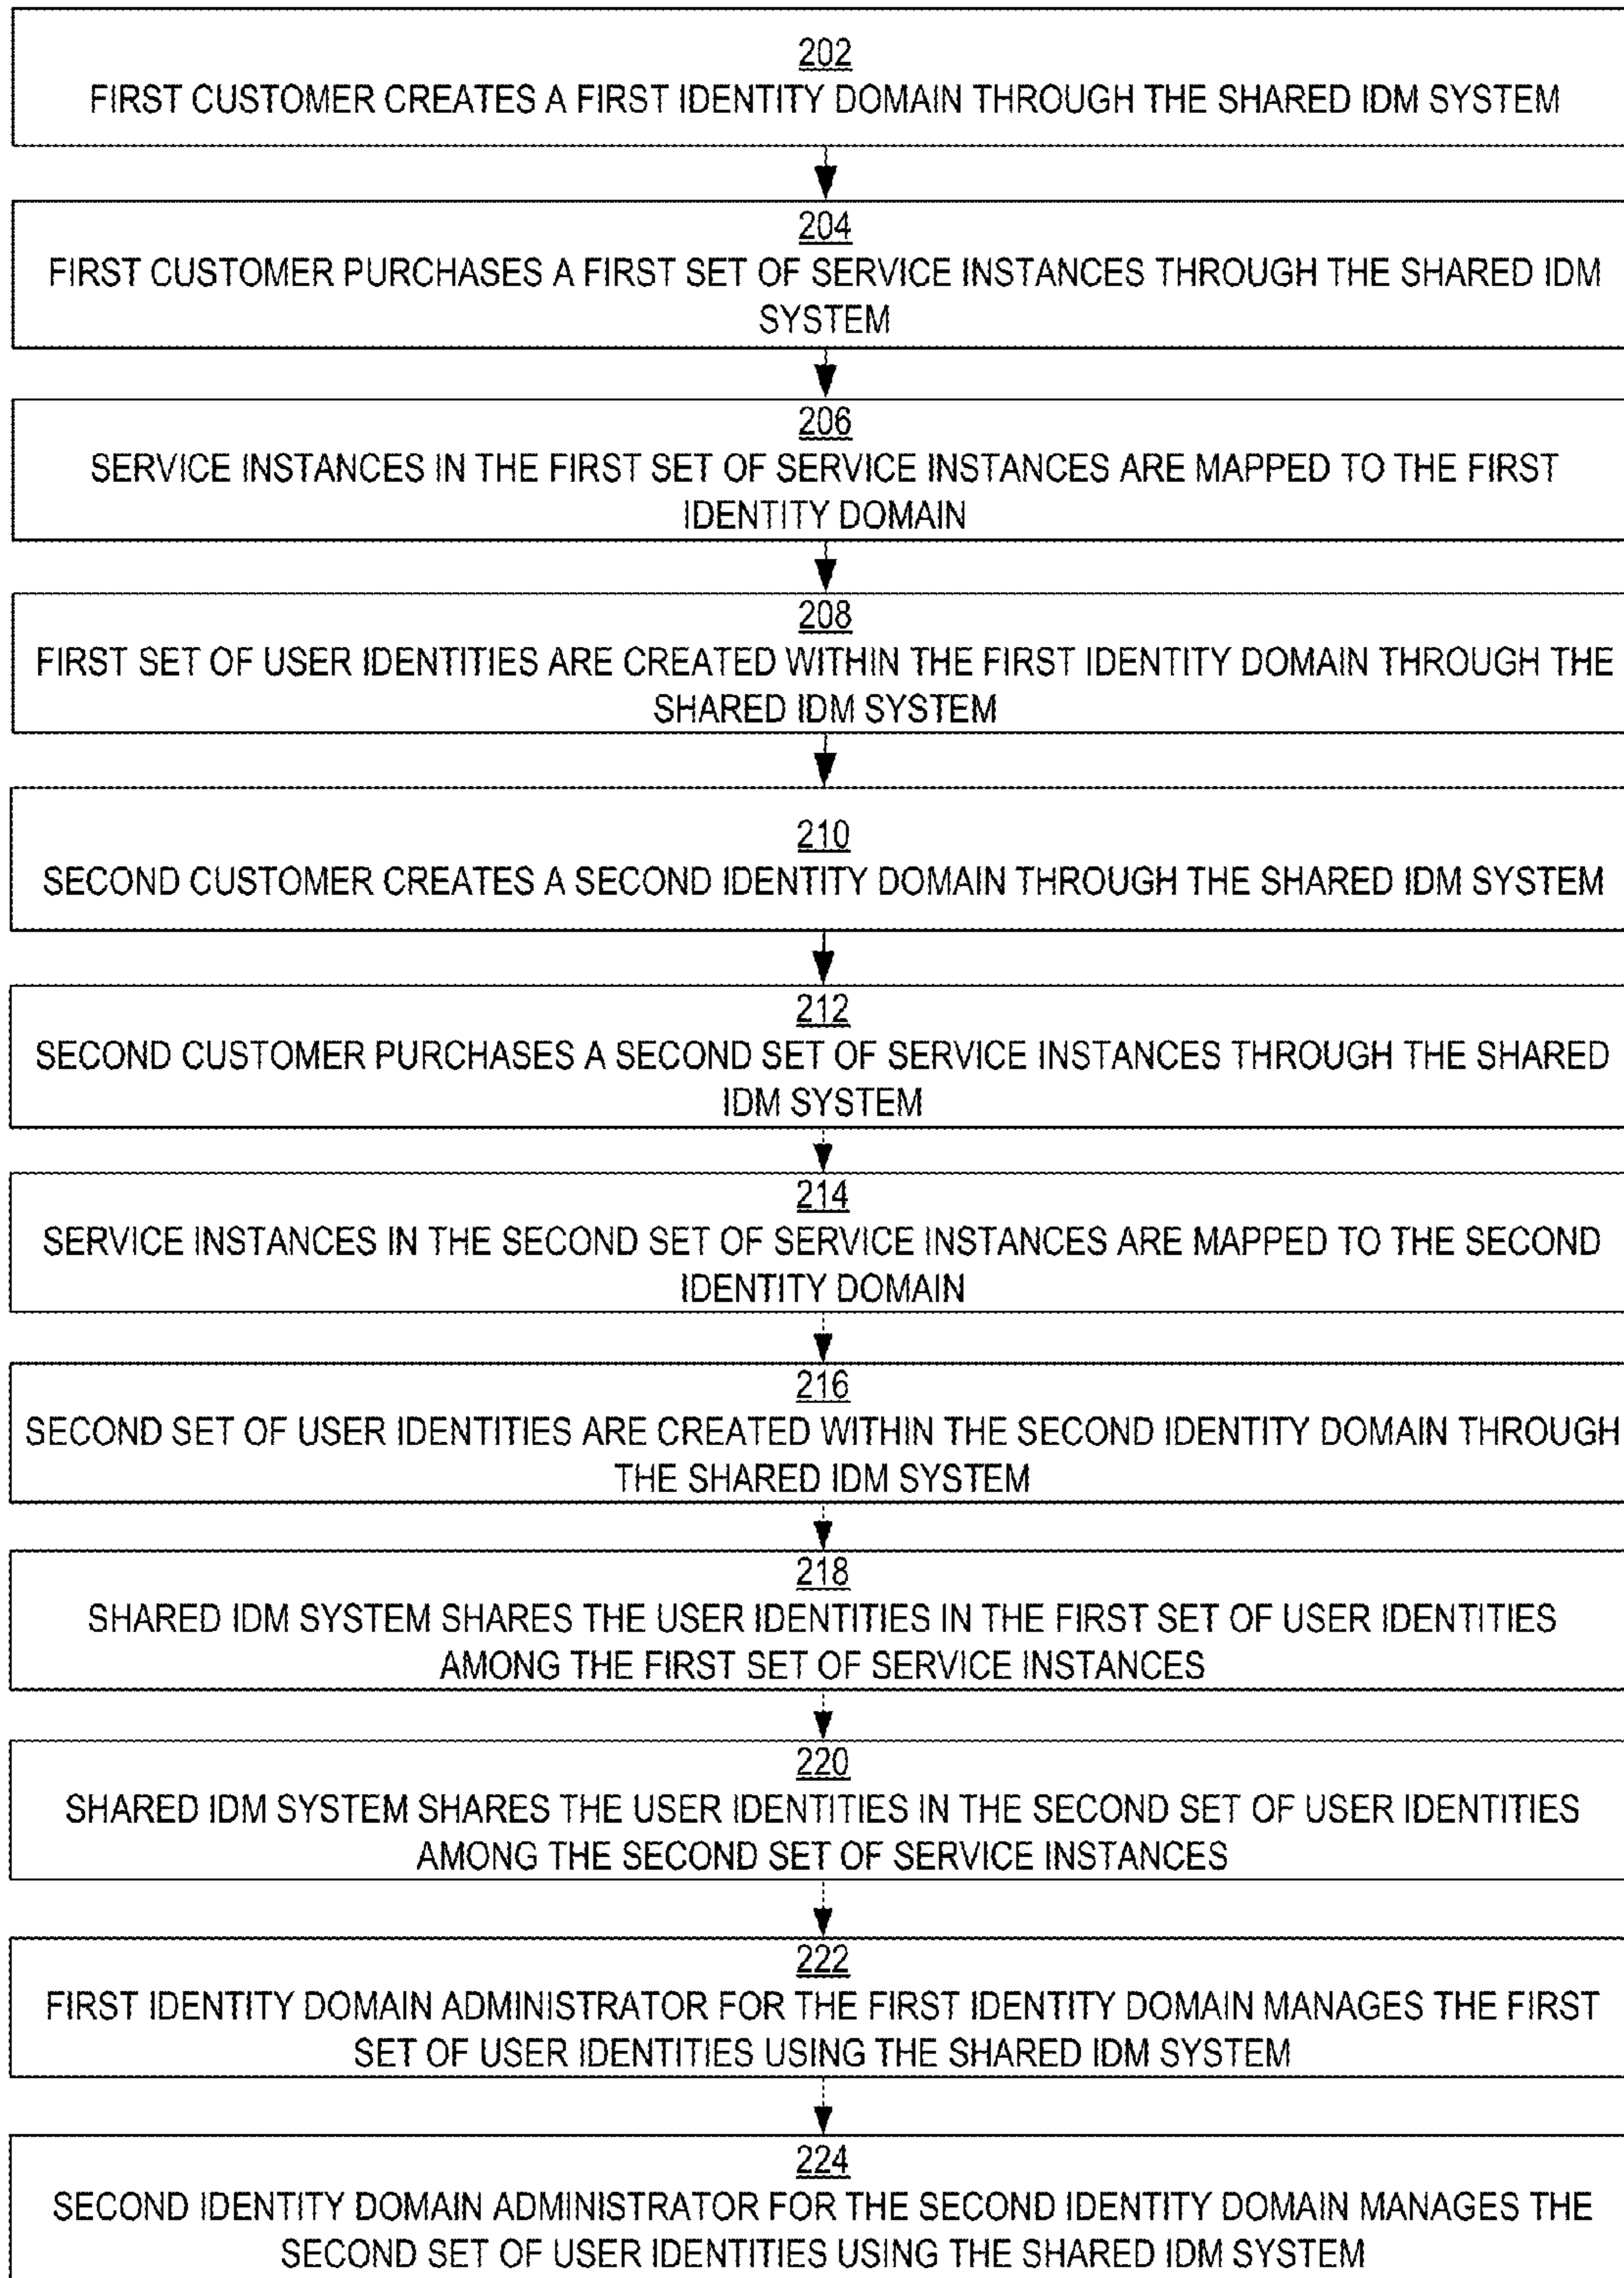 202
FIRST CUSTOMER CREATES A FIRST IDENTITY DOMAIN THROUGH THE SHARED IDM SYSTEM
204
FIRST CUSTOMER PURCHASES A FIRST SET OF SERVICE INSTANCES THROUGH THE SHARED IDM
SYSTEM
206
SERVICE INSTANCES IN THE FIRST SET OF SERVICE INSTANCES ARE MAPPED TO THE FIRST
IDENTITY DOMAIN
208
FIRST SET OF USER IDENTITIES ARE CREATED WITHIN THE FIRST IDENTITY DOMAIN THROUGH THE
SHARED IDM SYSTEM
210
SECOND CUSTOMER CREATES A SECOND IDENTITY DOMAIN THROUGH THE SHARED IDM SYSTEM
212
SECOND CUSTOMER PURCHASES A SECOND SET OF SERVICE INSTANCES THROUGH THE SHARED
IDM SYSTEM
214
SERVICE INSTANCES IN THE SECOND SET OF SERVICE INSTANCES ARE MAPPED TO THE SECOND
IDENTITY DOMAIN
216
SECOND SET OF USER IDENTITIES ARE CREATED WITHIN THE SECOND IDENTITY DOMAIN THROUGH
THE SHARED IDM SYSTEM
218
SHARED IDM SYSTEM SHARES THE USER IDENTITIES IN THE FIRST SET OF USER IDENTITIES
AMONG THE FIRST SET OF SERVICE INSTANCES
220
SHARED IDM SYSTEM SHARES THE USER IDENTITIES IN THE SECOND SET OF USER IDENTITIES
AMONG THE SECOND SET OF SERVICE INSTANCES
222
FIRST IDENTITY DOMAIN ADMINISTRATOR FOR THE FIRST IDENTITY DOMAIN MANAGES THE FIRST
SET OF USER IDENTITIES USING THE SHARED IDM SYSTEM
224
SECOND IDENTITY DOMAIN ADMINISTRATOR FOR THE SECOND IDENTITY DOMAIN MANAGES THE
SECOND SET OF USER IDENTITIES USING THE SHARED IDM SYSTEM